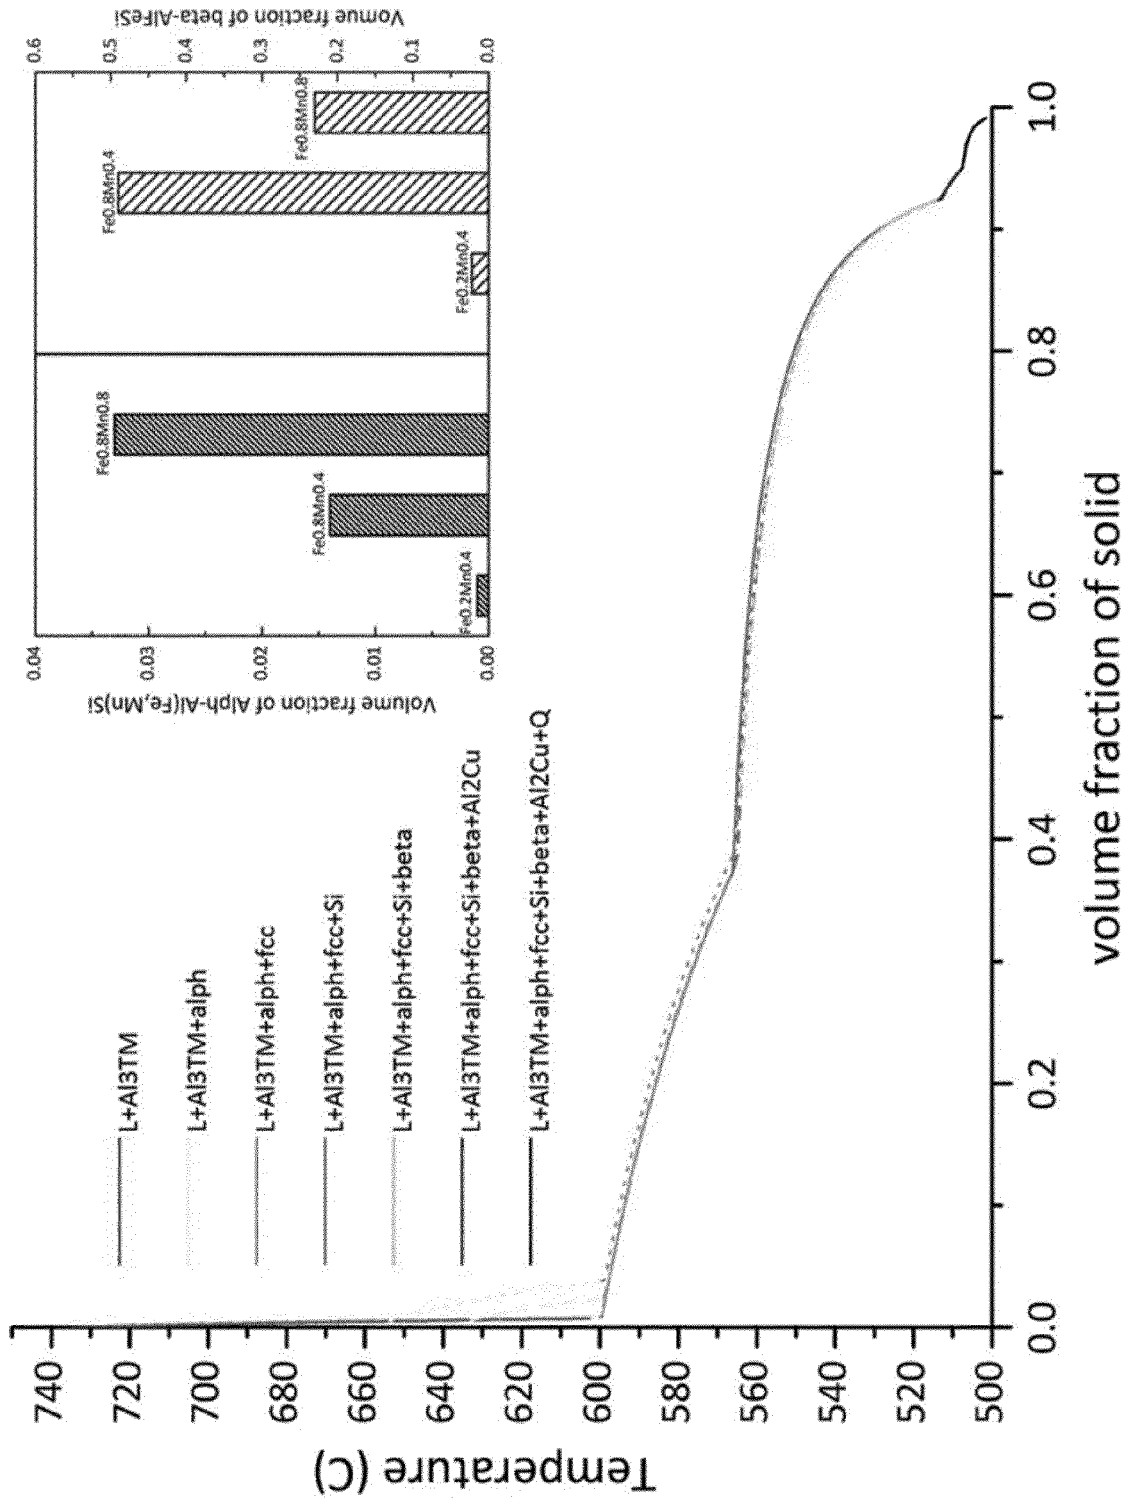 Temperature (C)
740
720
700
680
660
640
620
600
580
560
540
520
500
0.0
0.2
0.4
0.6
0.8
1.0
volume fraction of solid
L+Al3TM
L+Al3TM+alph
L+Al3TM+alph+fcc
L+Al3TM+alph+fcc+Si
L+Al3TM+alph+fcc+Si+beta
L+Al3TM+alph+fcc+Si+beta+Al2Cu
L+Al3TM+alph+fcc+Si+beta+Al2Cu+Q
Volume fraction of Alph-Al(Fe,Mn)Si
0.04
0.03
0.02
0.01
0.00
Fe0.2Mn0.4
Fe0.8Mn0.4
Fe0.8Mn0.8
Fe0.2Mn0.4
Fe0.8Mn0.4
Fe0.8Mn0.8
0.6
0.5
0.4
0.3
0.2
0.1
0.0
Vomue fraction of beta-AlFeSi